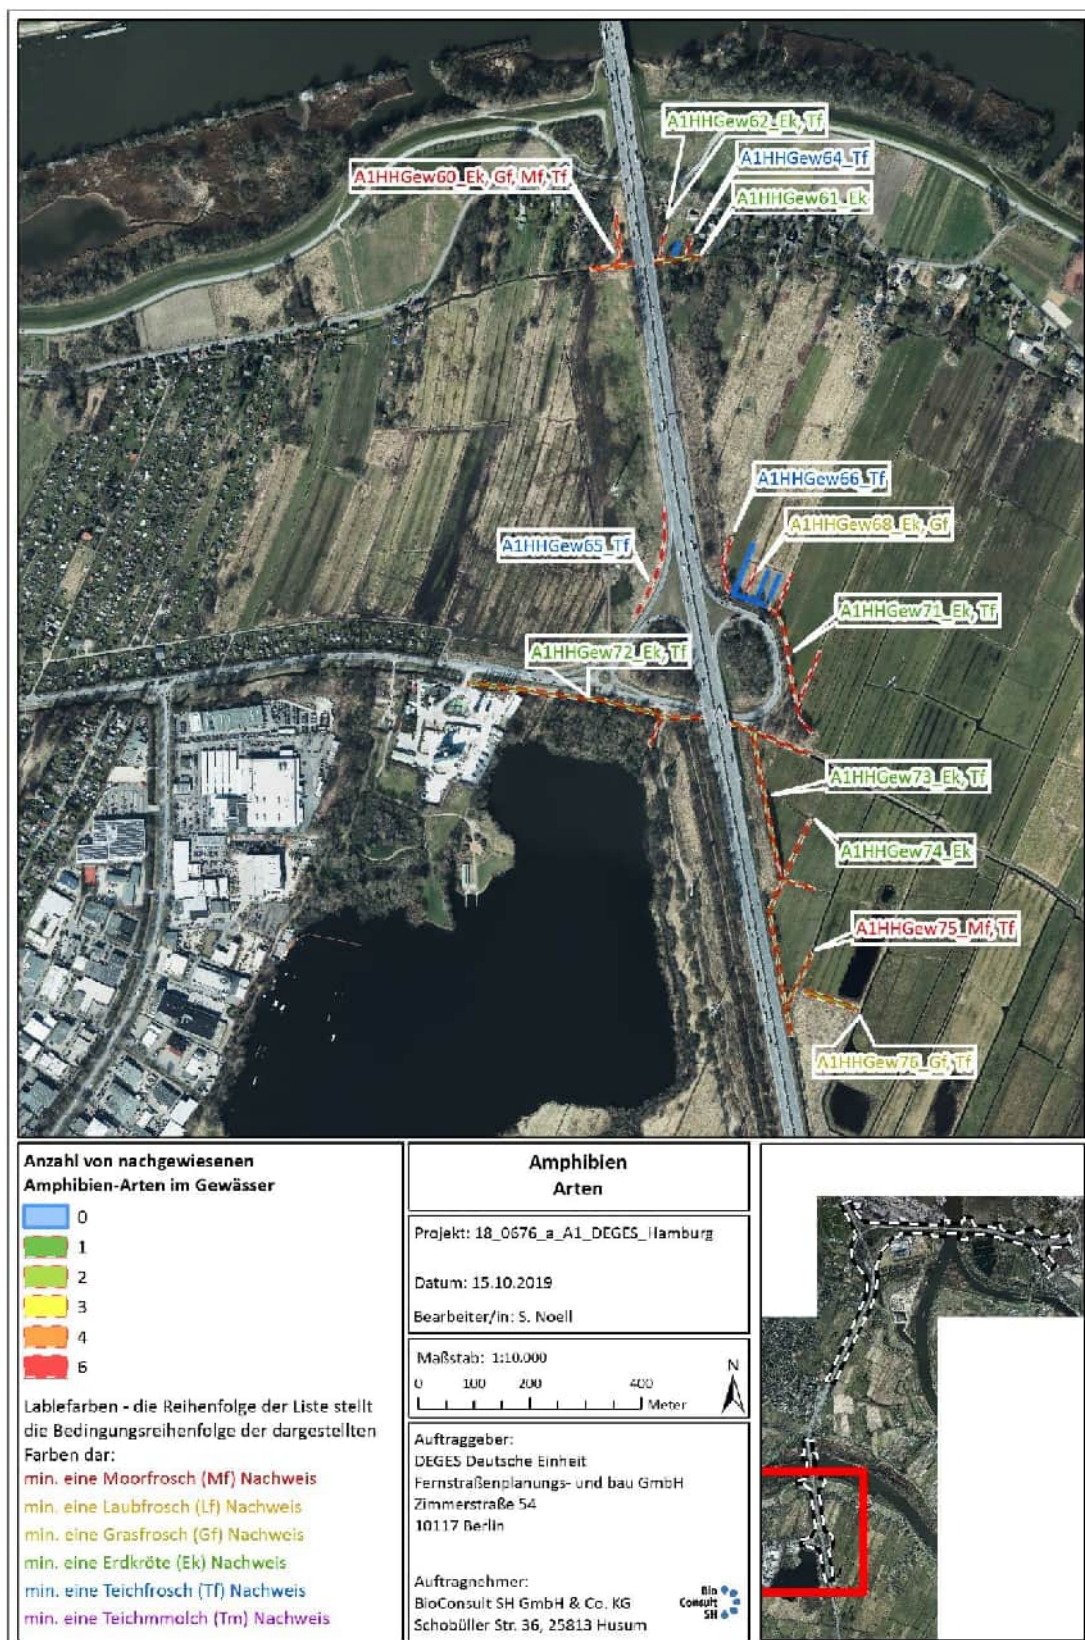 A1HHGew62_Ek, Tf
A1HHGew64_Tf
A1HHGew60_Ek, Gf, Mf, Tf
A1HHGew61_Ek
A1HHGew66_Tf
A1HHGew68_Ek, Gf
A1HHGew65_Tf
A1HHGew71_Ek, Tf
A1HHGew72_Ek, Tf
A1HHGew73_Ek, Tf
A1HHGew74_Ek
A1HHGew75_Mf, Tf
A1HHGew76_Gf, Tf
Anzahl von nachgewiesenen
Amphibien-Arten im Gewässer
0
1
2
3
4
6
Lablefarben - die Reihenfolge der Liste stellt
die Bedingungsreihenfolge der dargestellten
Farben dar:
min. eine Moorfrosch (Mf) Nachweis
min. eine Laubfrosch (Lf) Nachweis
min. eine Grasfrosch (Gf) Nachweis
min. eine Erdkröte (Ek) Nachweis
min. eine Teichfrosch (Tf) Nachweis
min. eine Teichmmolch (Tm) Nachweis
Amphibien
Arten
Projekt: 18_0676_a_A1_DEGES_Hamburg
Datum: 15.10.2019
Bearbeiter/in: S. Noell
Maßstab: 1:10.000
0 100 200 400
Meter
N
Auftraggeber:
DEGES Deutsche Einheit
Fernstraßenplanungs- und bau GmbH
Zimmerstraße 54
10117 Berlin
Auftragnehmer:
BioConsult SH GmbH & Co. KG
Schobüller Str. 36, 25813 Husum
Bio
Consult
SH